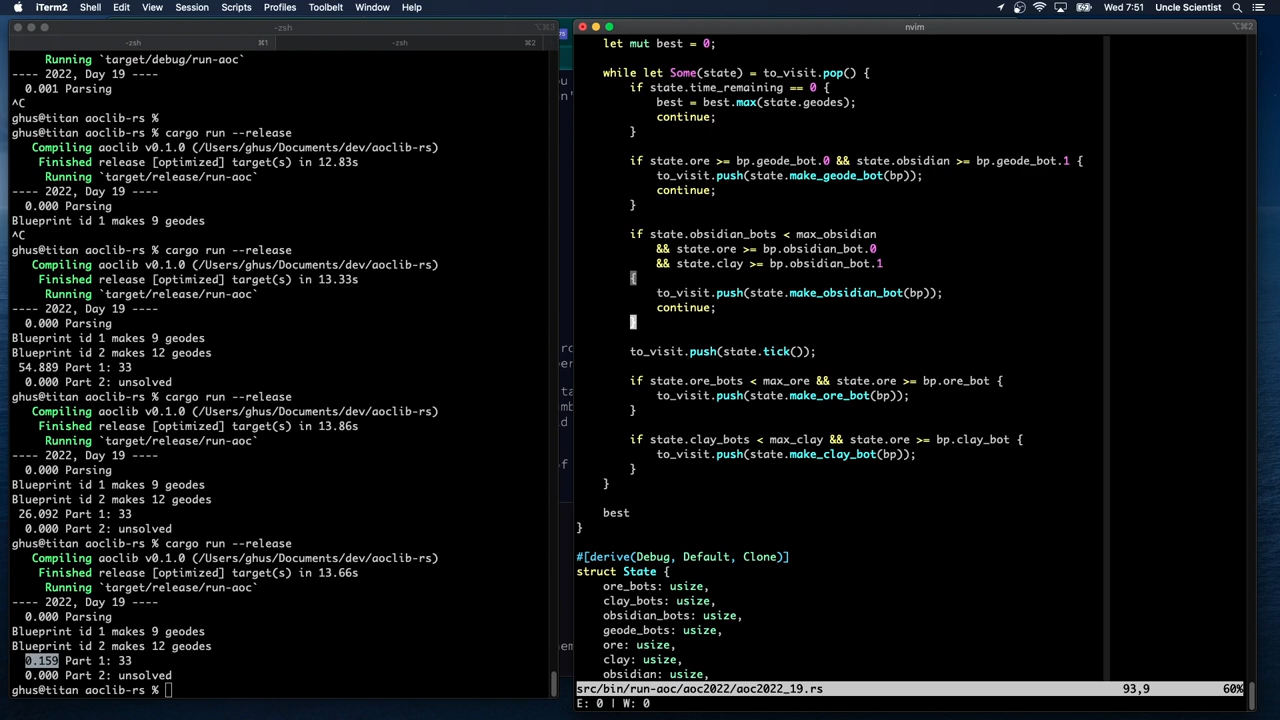 iTerm2 Shell Edit View Session Scripts Profiles Toolbelt Window Help
Wed 7:51 Uncle Scientist
-zsh ⌥⌘3
-zsh ⌘1 -zsh ⌘2
Running `target/debug/run-aoc`
---- 2022, Day 19 ----
0.001 Parsing
^C
ghus@titan aoclib-rs %
ghus@titan aoclib-rs % cargo run --release
Compiling aoclib v0.1.0 (/Users/ghus/Documents/dev/aoclib-rs)
Finished release [optimized] target(s) in 12.83s
Running `target/release/run-aoc`
---- 2022, Day 19 ----
0.000 Parsing
Blueprint id 1 makes 9 geodes
^C
ghus@titan aoclib-rs % cargo run --release
Compiling aoclib v0.1.0 (/Users/ghus/Documents/dev/aoclib-rs)
Finished release [optimized] target(s) in 13.33s
Running `target/release/run-aoc`
---- 2022, Day 19 ----
0.000 Parsing
Blueprint id 1 makes 9 geodes
Blueprint id 2 makes 12 geodes
54.889 Part 1: 33
0.000 Part 2: unsolved
ghus@titan aoclib-rs % cargo run --release
Compiling aoclib v0.1.0 (/Users/ghus/Documents/dev/aoclib-rs)
Finished release [optimized] target(s) in 13.86s
Running `target/release/run-aoc`
---- 2022, Day 19 ----
0.000 Parsing
Blueprint id 1 makes 9 geodes
Blueprint id 2 makes 12 geodes
26.092 Part 1: 33
0.000 Part 2: unsolved
ghus@titan aoclib-rs % cargo run --release
Compiling aoclib v0.1.0 (/Users/ghus/Documents/dev/aoclib-rs)
Finished release [optimized] target(s) in 13.66s
Running `target/release/run-aoc`
---- 2022, Day 19 ----
0.000 Parsing
Blueprint id 1 makes 9 geodes
Blueprint id 2 makes 12 geodes
0.159 Part 1: 33
0.000 Part 2: unsolved
ghus@titan aoclib-rs %
nvim ⌥⌘2
let mut best = 0;
while let Some(state) = to_visit.pop() {
if state.time_remaining == 0 {
best = best.max(state.geodes);
continue;
}
if state.ore >= bp.geode_bot.0 && state.obsidian >= bp.geode_bot.1 {
to_visit.push(state.make_geode_bot(bp));
continue;
}
if state.obsidian_bots < max_obsidian
&& state.ore >= bp.obsidian_bot.0
&& state.clay >= bp.obsidian_bot.1
{
to_visit.push(state.make_obsidian_bot(bp));
continue;
}
to_visit.push(state.tick());
if state.ore_bots < max_ore && state.ore >= bp.ore_bot {
to_visit.push(state.make_ore_bot(bp));
}
if state.clay_bots < max_clay && state.ore >= bp.clay_bot {
to_visit.push(state.make_clay_bot(bp));
}
}
best
}
#[derive(Debug, Default, Clone)]
struct State {
ore_bots: usize,
clay_bots: usize,
obsidian_bots: usize,
geode_bots: usize,
ore: usize,
clay: usize,
obsidian: usize,
src/bin/run-aoc/aoc2022/aoc2022_19.rs 93,9 60%
E: 0 | W: 0